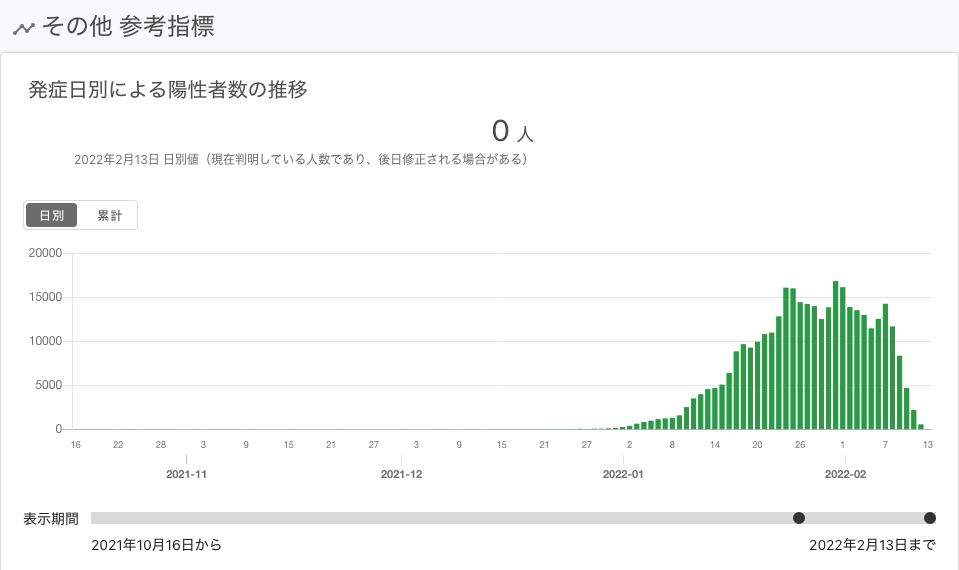 その他 参考指標
発症日別による陽性者数の推移
0 人
2022年2月13日 日別値（現在判明している人数であり、後日修正される場合がある）
日別 累計
20000
15000
10000
5000
0
16 22 28 3 9 15 21 27 3 9 15 21 27 2 8 14 20 26 1 7 13
2021-11 2021-12 2022-01 2022-02
表示期間
2021年10月16日から 2022年2月13日まで